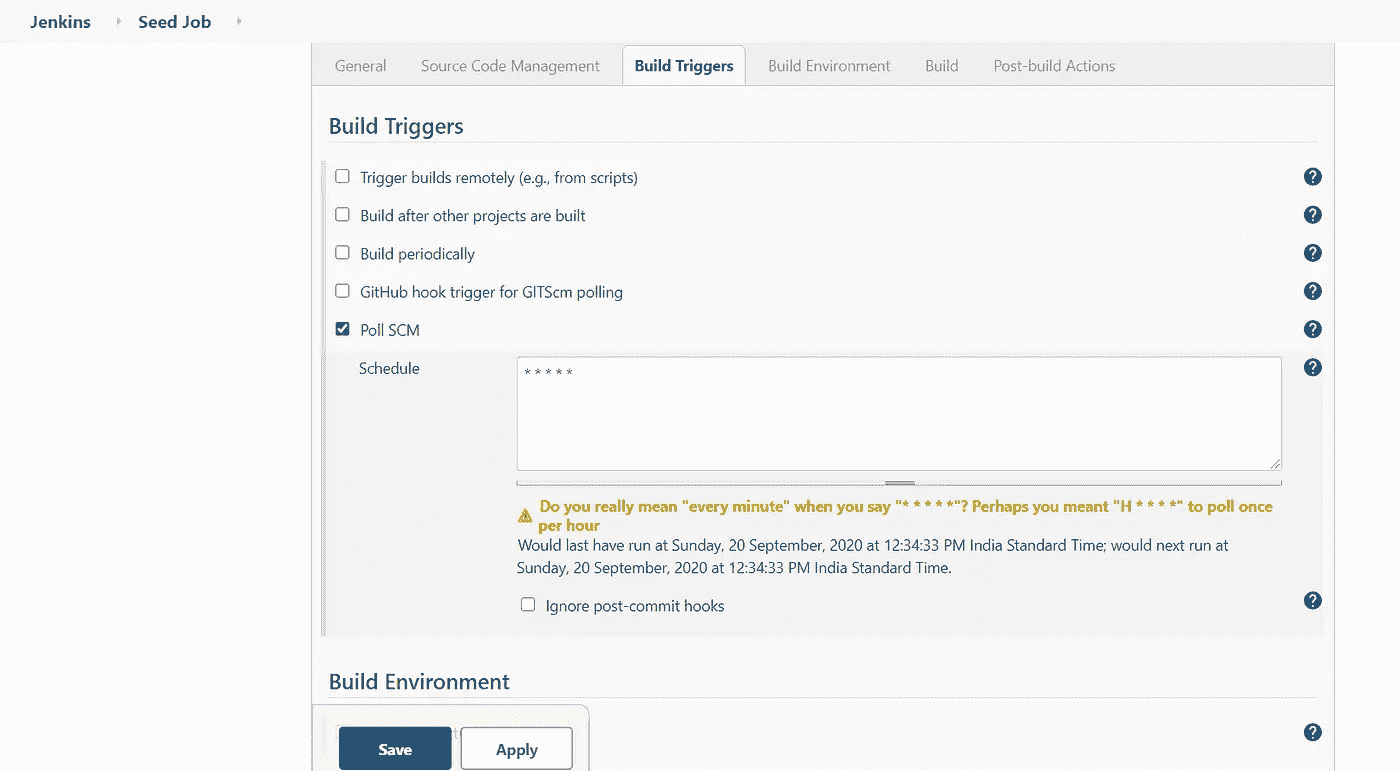 Jenkins Seed Job
General Source Code Management Build Triggers Build Environment Build Post-build Actions
Build Triggers
Trigger builds remotely (e.g., from scripts) ?
Build after other projects are built ?
Build periodically ?
GitHub hook trigger for GITScm polling ?
Poll SCM ?
Schedule * * * * * ?
Do you really mean "every minute" when you say "* * * * *"? Perhaps you meant "H * * * *" to poll once
per hour
Would last have run at Sunday, 20 September, 2020 at 12:34:33 PM India Standard Time; would next run at
Sunday, 20 September, 2020 at 12:34:33 PM India Standard Time.
Ignore post-commit hooks ?
Build Environment
Save Apply ?